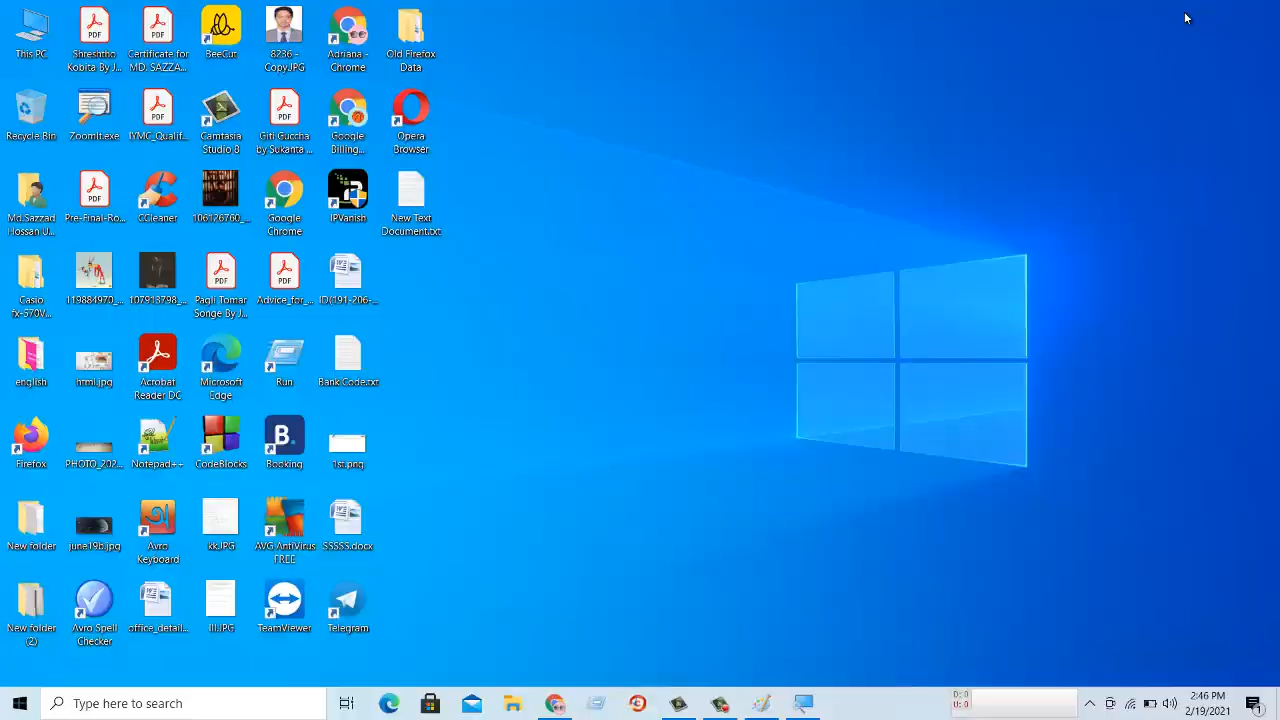 This PC
Shreshtho
Kobita By J...
Certificate for
MD. SAZZA...
BeeCut
8236 -
Copy.JPG
Adriana -
Chrome
Old Firefox
Data
Recycle Bin
ZoomIt.exe
IYMC_Qualif...
Camtasia
Studio 8
Giti Guccha
by Sukanta ...
Google
Billing...
Opera
Browser
Md.Sazzad
Hossan U...
Pre-Final-Ro...
CCleaner
106126760_...
Google
Chrome
IPVanish
New Text
Document.txt
Casio
fx-570V...
119884970_...
107913798_...
Pagli Tomar
Songe By J...
Advice_for_...
ID(191-206-...
english
html.jpg
Acrobat
Reader DC
Microsoft
Edge
Run
Bank Code.txt
Firefox
PHOTO_202...
Notepad++
CodeBlocks
Booking
1st.png
New folder
june19b.jpg
Avro
Keyboard
kk.JPG
AVG AntiVirus
FREE
SSSSS.docx
New folder
(2)
Avro Spell
Checker
office_detail...
lll.JPG
TeamViewer
Telegram
Type here to search
D: 0
U: 0
2:46 PM
2/19/2021